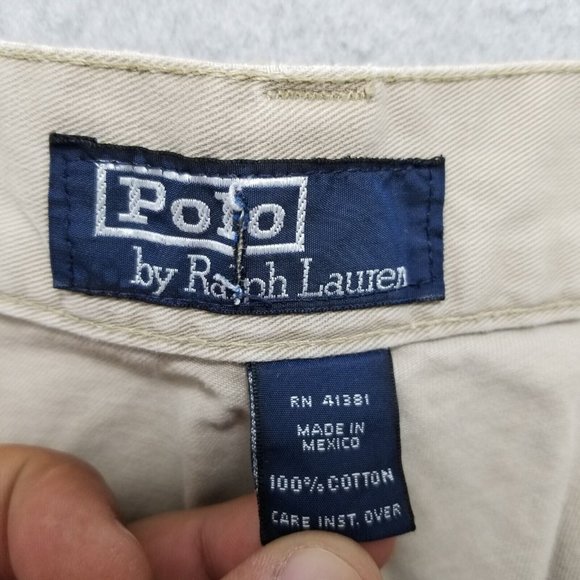 Polo
by Ralph Lauren
RN 41381
MADE IN
MEXICO
100% COTTON
CARE INST. OVER